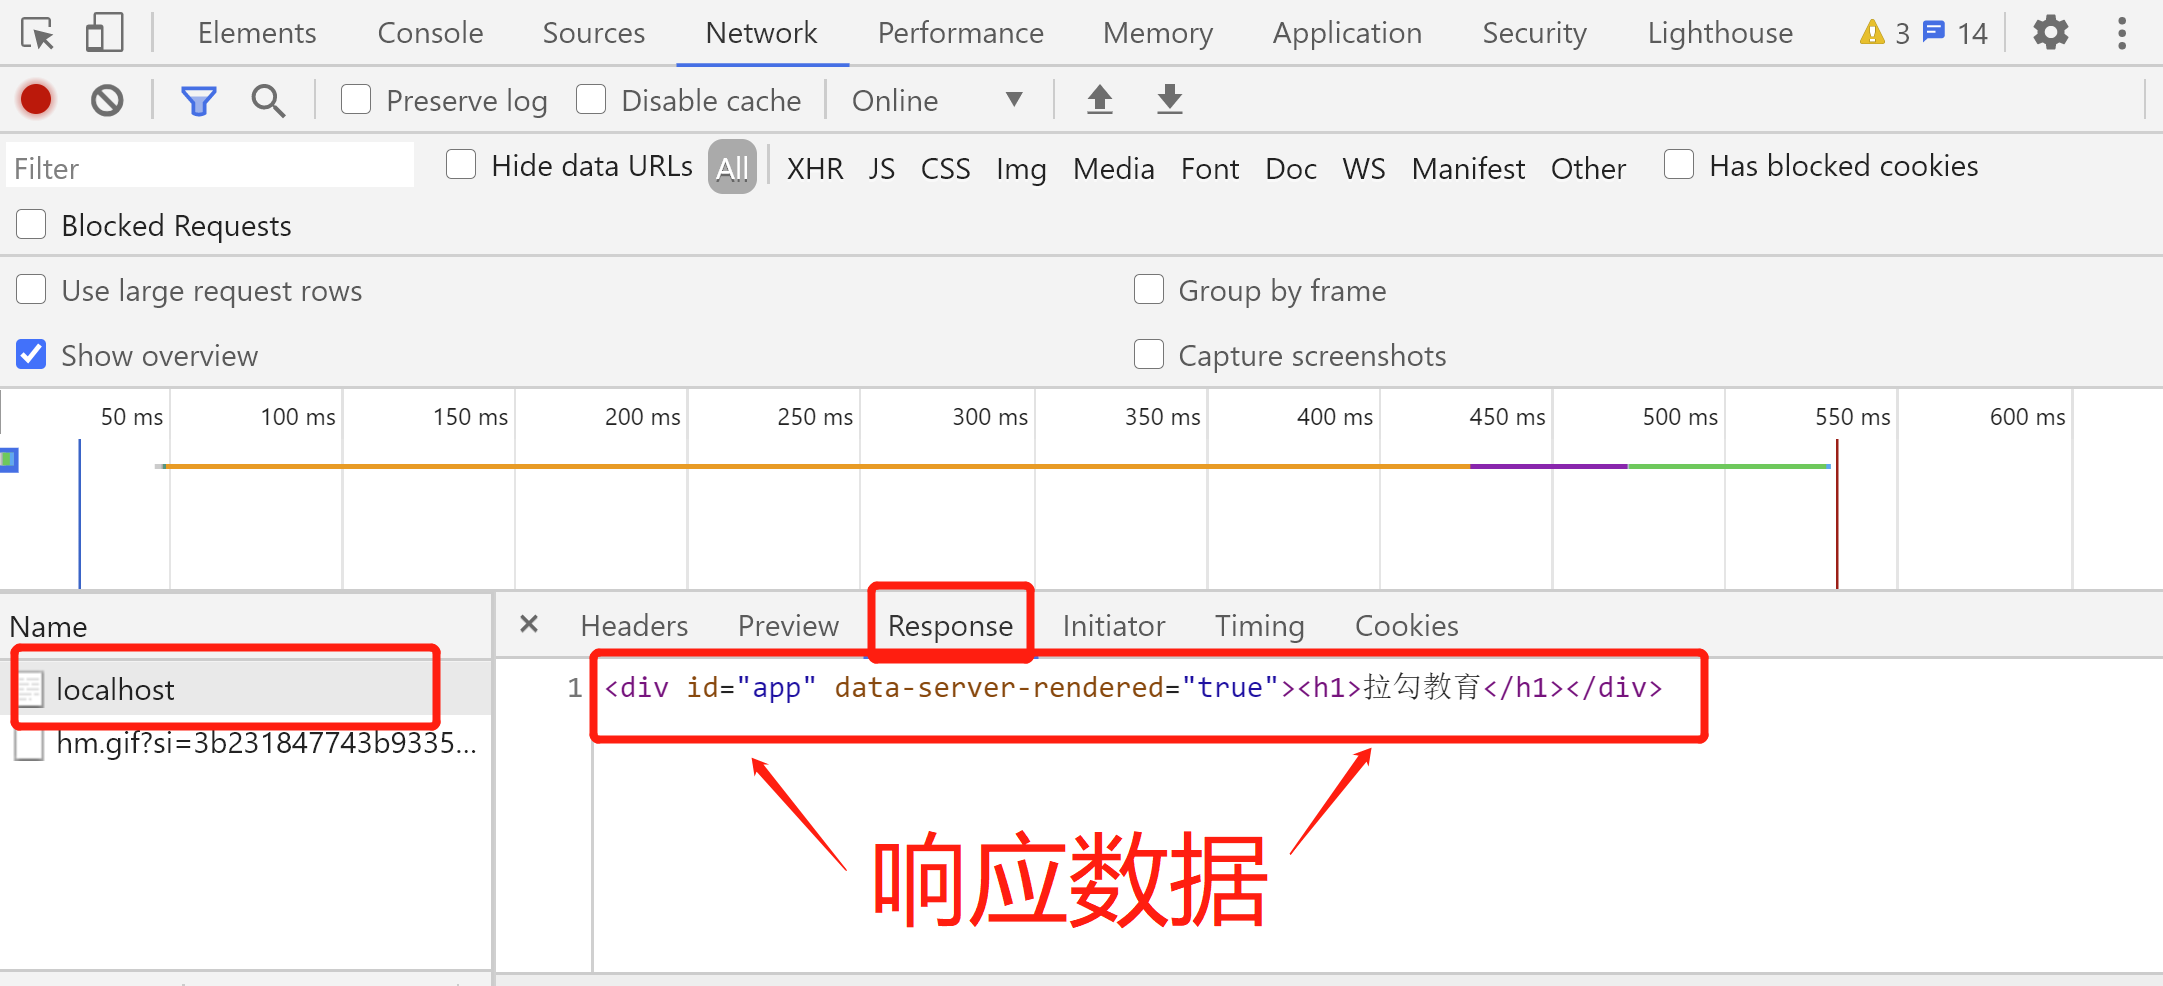 Elements Console Sources Network Performance Memory Application Security Lighthouse 3 14
Preserve log Disable cache Online
Filter Hide data URLs All XHR JS CSS Img Media Font Doc WS Manifest Other Has blocked cookies
Blocked Requests
Use large request rows Group by frame
Show overview Capture screenshots
50 ms 100 ms 150 ms 200 ms 250 ms 300 ms 350 ms 400 ms 450 ms 500 ms 550 ms 600 ms
Name × Headers Preview Response Initiator Timing Cookies
localhost
hm.gif?si=3b231847743b9335...
1 <div id="app" data-server-rendered="true"><h1>拉勾教育</h1></div>
响应数据